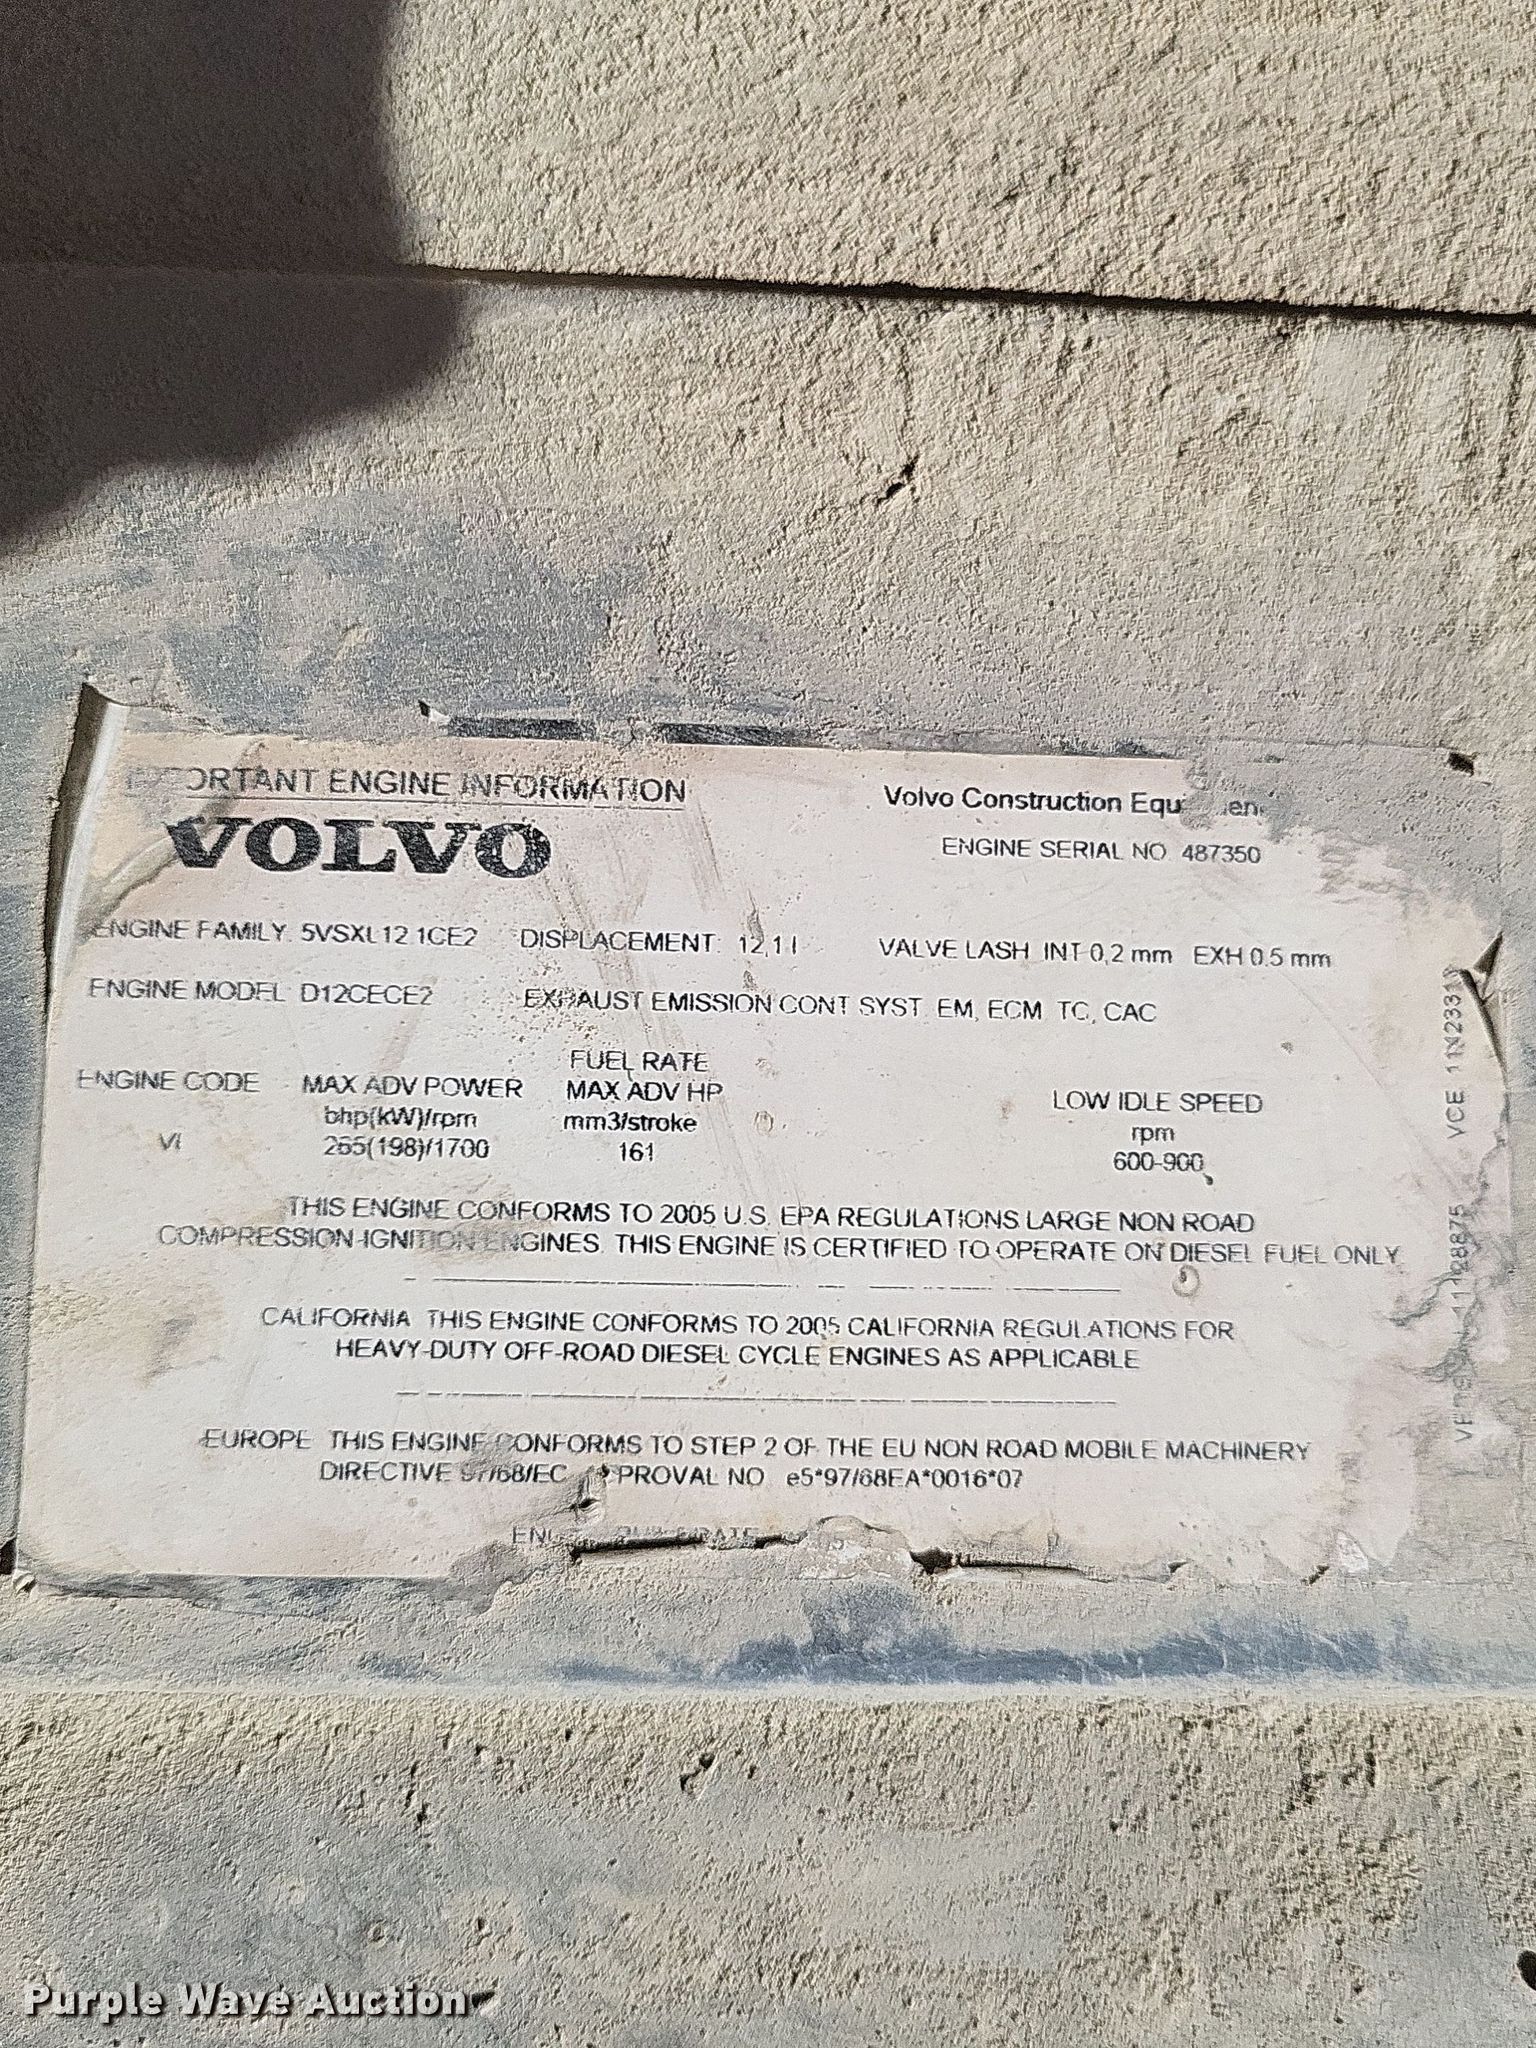 ENGINE INFORMATION
VOLVO
Volvo Construction
ENGINE SERIAL NO 487350
ENGINE FAMILY 5VSXL12.1CE2 DISPLACEMENT: 12,1 l VALVE LASH INT 0,2 mm EXH 0.5 mm
ENGINE MODEL D12CECE2 EXHAUST EMISSION CONT SYST EM, ECM TC, CAC
FUEL RATE
ENGINE CODE MAX ADV POWER MAX ADV HP LOW IDLE SPEED
bhp(kW)/rpm mm3/stroke rpm
VI 265(198)/1700 161 600-900
THIS ENGINE CONFORMS TO 2005 U.S. EPA REGULATIONS LARGE NON ROAD
COMPRESSION-IGNITION ENGINES. THIS ENGINE IS CERTIFIED TO OPERATE ON DIESEL FUEL ONLY
CALIFORNIA THIS ENGINE CONFORMS TO 2005 CALIFORNIA REGULATIONS FOR
HEAVY-DUTY OFF-ROAD DIESEL CYCLE ENGINES AS APPLICABLE
EUROPE THIS ENGINE CONFORMS TO STEP 2 OF THE EU NON ROAD MOBILE MACHINERY
DIRECTIVE 97/68/EC APPROVAL NO e5*97/68EA*0016*07
VCE
Purple Wave Auction